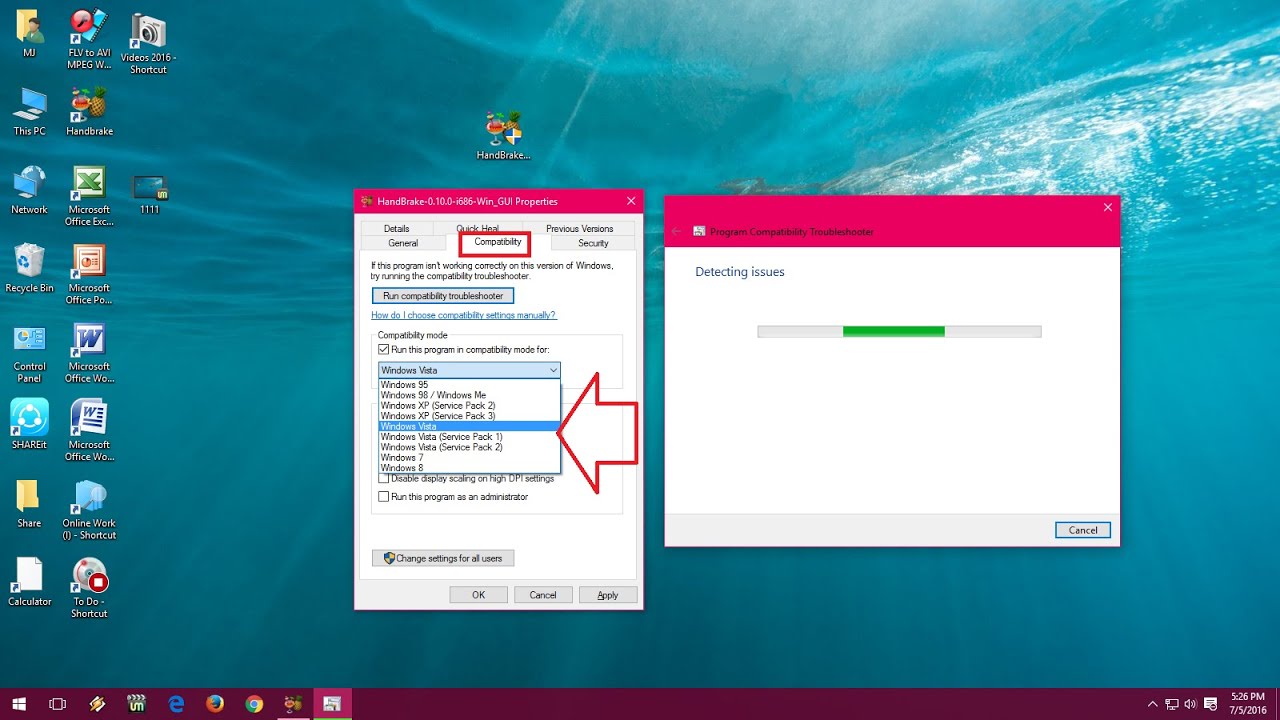 MJ
FLV to AVI
MPEG W...
Videos 2016 -
Shortcut
This PC
Handbrake
HandBrake...
Network
Microsoft
Office Exc...
1111
Recycle Bin
Microsoft
Office Po...
Control
Panel
Microsoft
Office Wo...
SHAREit
Microsoft
Office Wo...
Share
Online Work
(I) - Shortcut
Calculator
To Do -
Shortcut
HandBrake-0.10.0-i686-Win_GUI Properties
Details
Quick Heal
Previous Versions
General
Compatibility
Security
If this program isn't working correctly on this version of Windows,
try running the compatibility troubleshooter.
Run compatibility troubleshooter
How do I choose compatibility settings manually?
Compatibility mode
Run this program in compatibility mode for:
Windows Vista
Windows 95
Windows 98 / Windows Me
Windows XP (Service Pack 2)
Windows XP (Service Pack 3)
Windows Vista
Windows Vista (Service Pack 1)
Windows Vista (Service Pack 2)
Windows 7
Windows 8
Disable display scaling on high DPI settings
Run this program as an administrator
Change settings for all users
OK
Cancel
Apply
Program Compatibility Troubleshooter
Detecting issues
Cancel
5:26 PM
7/5/2016